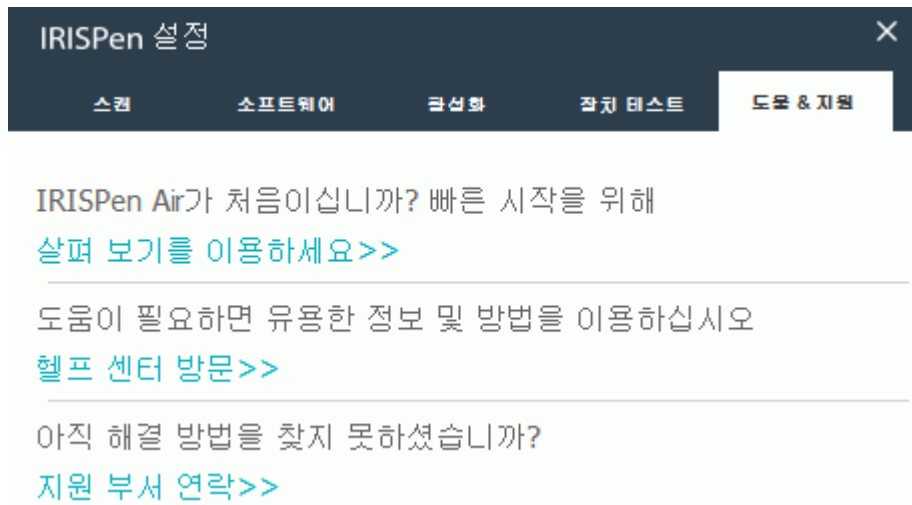 IRISPen 설정
스캔 소프트웨어 광성화 장치 테스트 도움 & 지원
IRISPen Air가 처음이십니까? 빠른 시작을 위해
살펴 보기를 이용하세요>>
도움이 필요하면 유용한 정보 및 방법을 이용하십시오
헬프 센터 방문>>
아직 해결 방법을 찾지 못하셨습니까?
지원 부서 연락>>